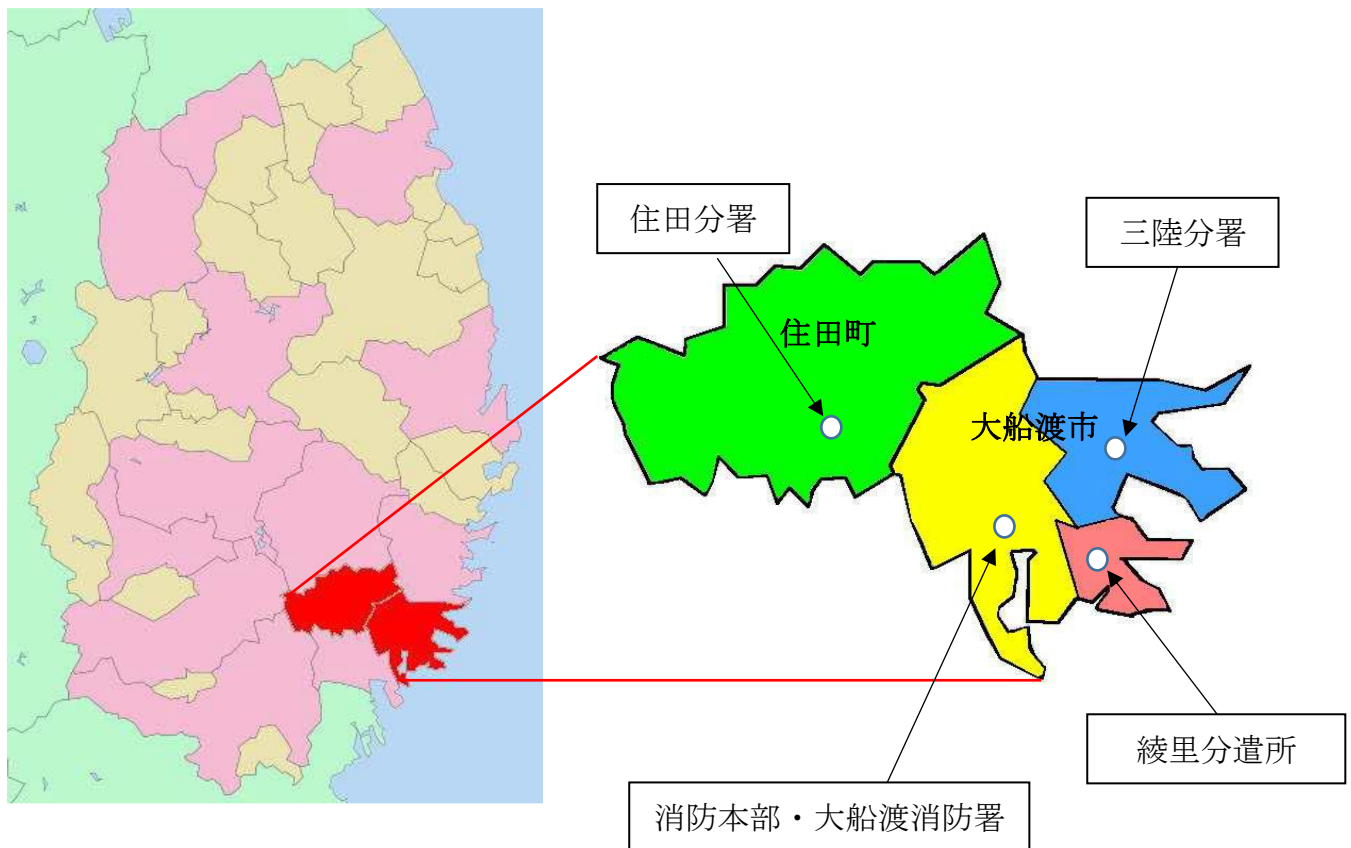 住田分署
三陸分署
住田町
大船渡市
綾里分遣所
消防本部・大船渡消防署